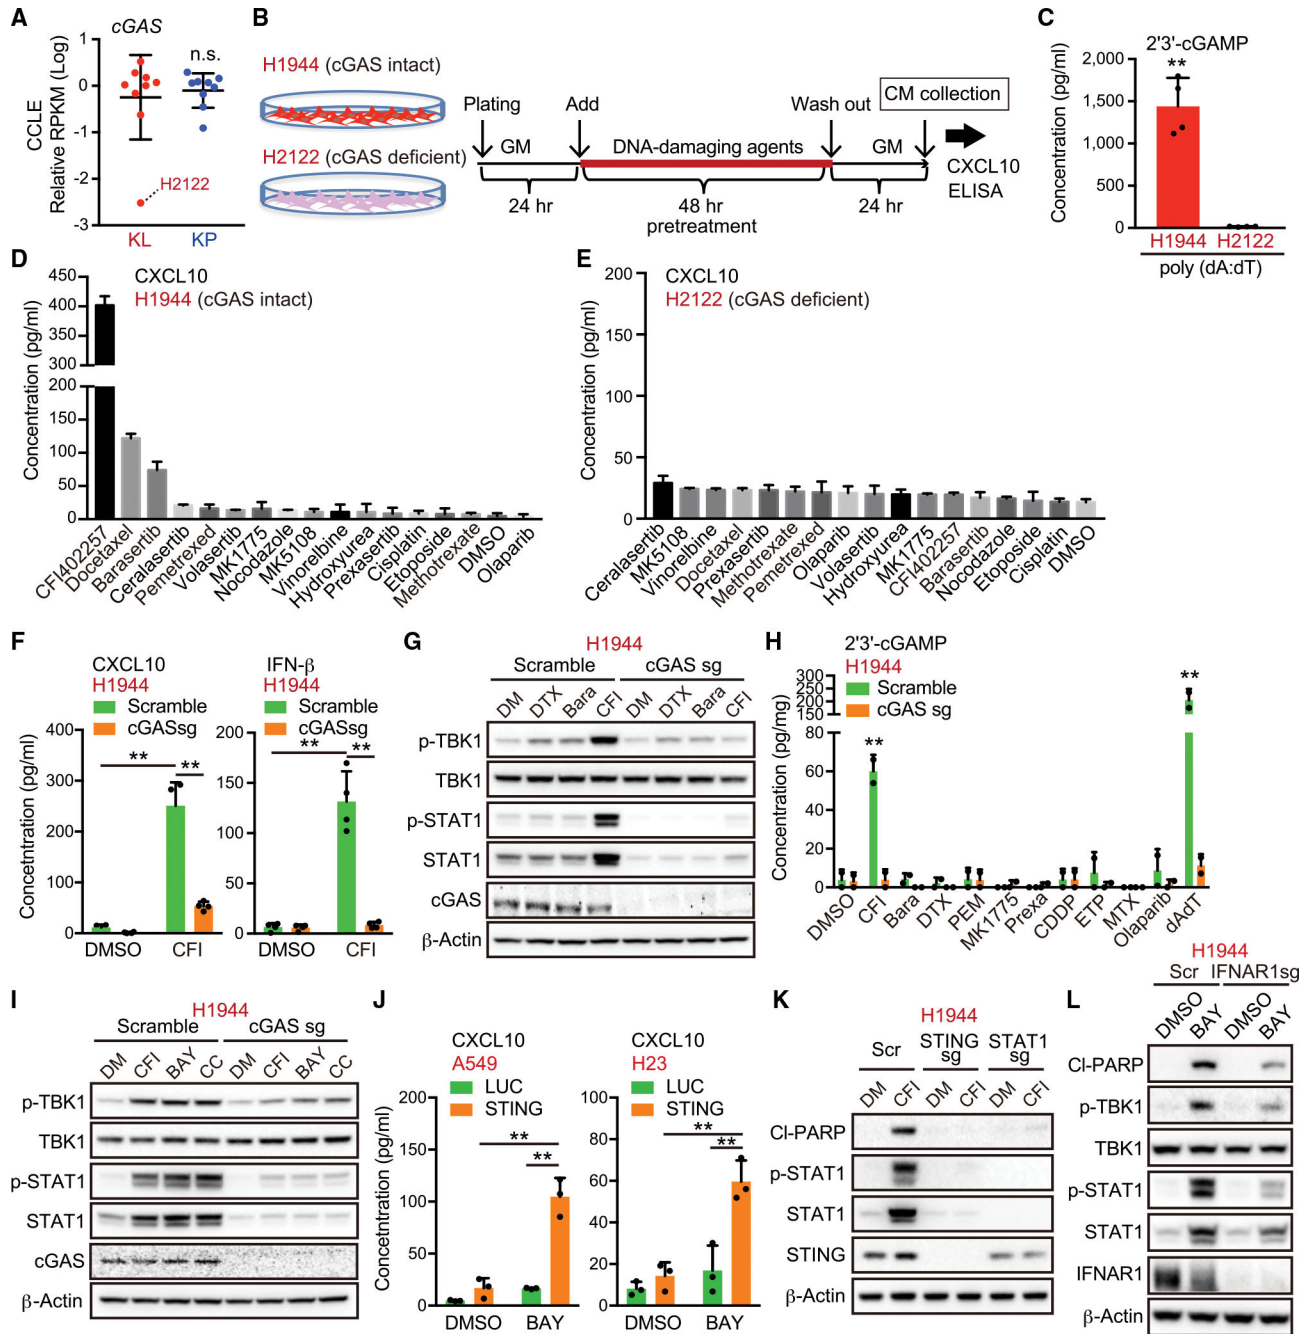 A
cGAS
CCLE
Relative RPKM (Log)
1
0
-1
-2
-3
n.s.
H2122
KL
KP
B
H1944 (cGAS intact)
H2122 (cGAS deficient)
Plating
Add
Wash out
CM collection
GM
DNA-damaging agents
GM
24 hr
48 hr
pretreatment
24 hr
CXCL10
ELISA
C
2'3'-cGAMP
Concentration (pg/ml)
2,000
1,500
1,000
500
0
**
H1944
H2122
poly (dA:dT)
D
CXCL10
H1944 (cGAS intact)
Concentration (pg/ml)
450
400
350
300
200
150
100
50
0
CFI402257
Docetaxel
Barasertib
Ceralasertib
Pemetrexed
Volasertib
MK1775
Nocodazole
MK5108
Vinorelbine
Hydroxyurea
Prexasertib
Cisplatin
Etoposide
Methotrexate
DMSO
Olaparib
E
CXCL10
H2122 (cGAS deficient)
Concentration (pg/ml)
200
150
100
50
0
Ceralasertib
MK5108
Vinorelbine
Docetaxel
Prexasertib
Methotrexate
Pemetrexed
Olaparib
Volasertib
Hydroxyurea
MK1775
CFI402257
Barasertib
Nocodazole
Etoposide
Cisplatin
DMSO
F
CXCL10
H1944
Scramble
cGASsg
Concetntration (pg/ml)
400
300
200
100
0
**
**
DMSO
CFI
IFN-β
H1944
Scramble
cGASsg
200
150
100
50
0
**
**
DMSO
CFI
G
H1944
Scramble
cGAS sg
DM
DTX
Bara
CFI
DM
DTX
Bara
CFI
p-TBK1
TBK1
p-STAT1
STAT1
cGAS
β-Actin
H
2'3'-cGAMP
H1944
Scramble
cGAS sg
Concentration (pg/mg)
300
250
200
150
80
60
40
20
0
**
**
DMSO
CFI
Bara
DTX
PEM
MK1775
Prexa
CDDP
ETP
MTX
Olaparib
dAdT
I
H1944
Scramble
cGAS sg
DM
CFI
BAY
CC
DM
CFI
BAY
CC
p-TBK1
TBK1
p-STAT1
STAT1
cGAS
β-Actin
J
CXCL10
A549
LUC
STING
Concetntration (pg/ml)
200
150
100
50
0
**
**
DMSO
BAY
CXCL10
H23
LUC
STING
100
80
60
40
20
0
**
**
DMSO
BAY
K
H1944
Scr
STING
sg
STAT1
sg
DM
CFI
DM
CFI
DM
CFI
Cl-PARP
p-STAT1
STAT1
STING
β-Actin
L
H1944
Scr
IFNAR1sg
DMSO
BAY
DMSO
BAY
Cl-PARP
p-TBK1
TBK1
p-STAT1
STAT1
IFNAR1
β-Actin